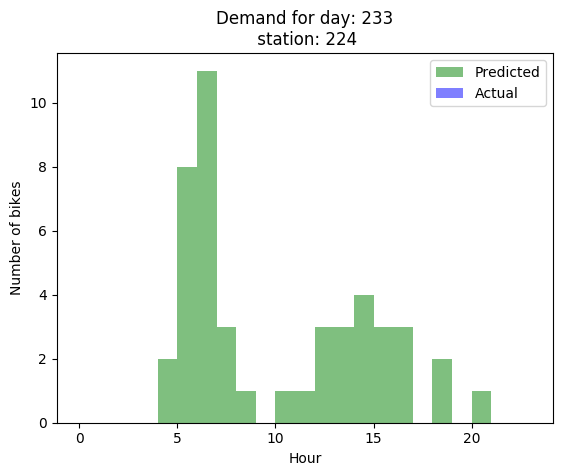 Demand for day: 233
station: 224
Predicted
Actual
Number of bikes
10
8
6
4
2
0
0 5 10 15 20
Hour